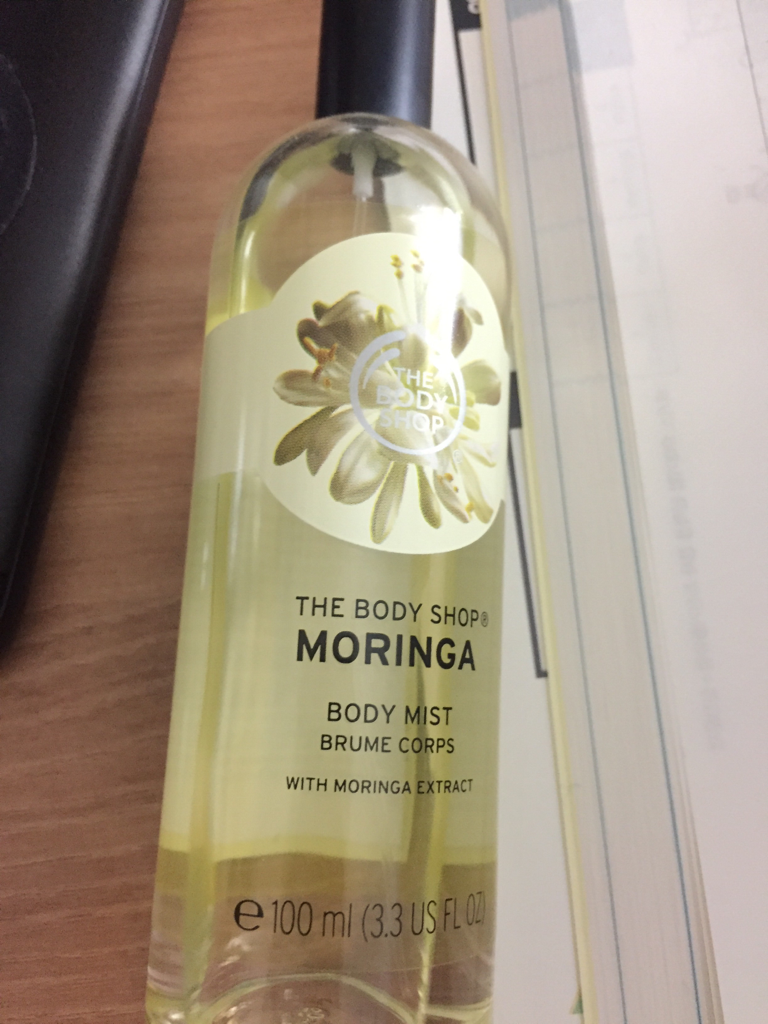 THE
BODY
SHOP
THE BODY SHOP®
MORINGA
BODY MIST
BRUME CORPS
WITH MORINGA EXTRACT
℮ 100 ml (3.3 US FL OZ)